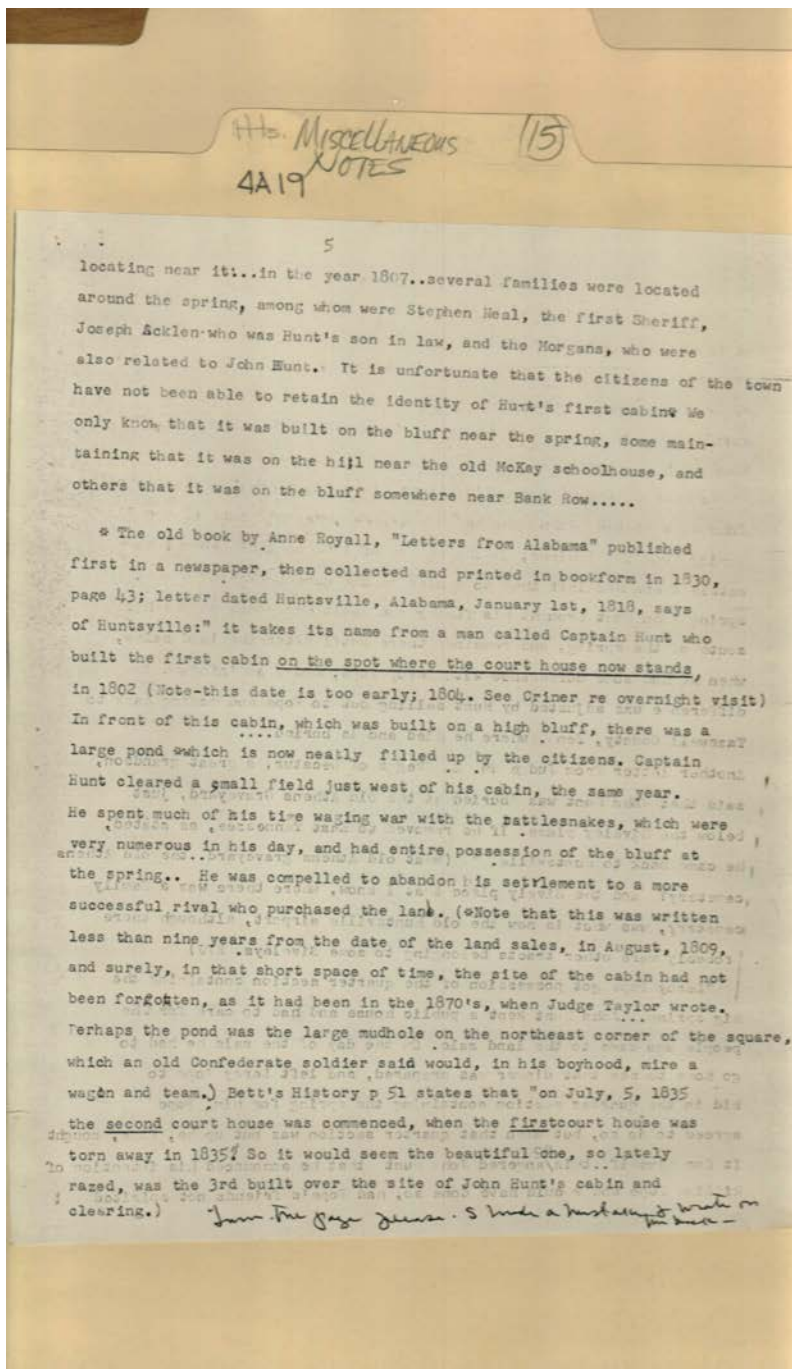 Hts. MISCELLANEOUS
NOTES
(15)
4A19
5
locating near it:..in the year 1807..several families were located
around the spring, among whom were Stephen Neal, the first Sheriff,
Joseph Acklen-who was Hunt's son in law, and the Morgans, who were
also related to John Hunt. It is unfortunate that the citizens of the town
have not been able to retain the identity of Hunt's first cabin* We
only know that it was built on the bluff near the spring, some main-
taining that it was on the hill near the old McKay schoolhouse, and
others that it was on the bluff somewhere near Bank Row.....
* The old book by Anne Royall, "Letters from Alabama" published
first in a newspaper, then collected and printed in bookform in 1830,
page 43; letter dated Huntsville, Alabama, January 1st, 1818, says
of Huntsville:" it takes its name from a man called Captain Hunt who
built the first cabin on the spot where the court house now stands,
in 1802 (Note-this date is too early; 1804. See Criner re overnight visit)
In front of this cabin, which was built on a high bluff, there was a
large pond *which is now neatly filled up by the citizens. Captain
Hunt cleared a small field just west of his cabin, the same year.
He spent much of his time waging war with the rattlesnakes, which were
very numerous in his day, and had entire possession of the bluff at
the spring.. He was compelled to abandon his settlement to a more
successful rival who purchased the land. (*Note that this was written
less than nine years from the date of the land sales, in August, 1809,
and surely, in that short space of time, the site of the cabin had not
been forgotten, as it had been in the 1870's, when Judge Taylor wrote.
Perhaps the pond was the large mudhole on the northeast corner of the square,
which an old Confederate soldier said would, in his boyhood, mire a
wagon and team.) Bett's History p 51 states that "on July, 5, 1835
the second court house was commenced, when the firstcourt house was
torn away in 1835." So it would seem the beautiful one, so lately
razed, was the 3rd built over the site of John Hunt's cabin and
clearing.)
Turn the page please. I made a mistake & wrote on
the back—